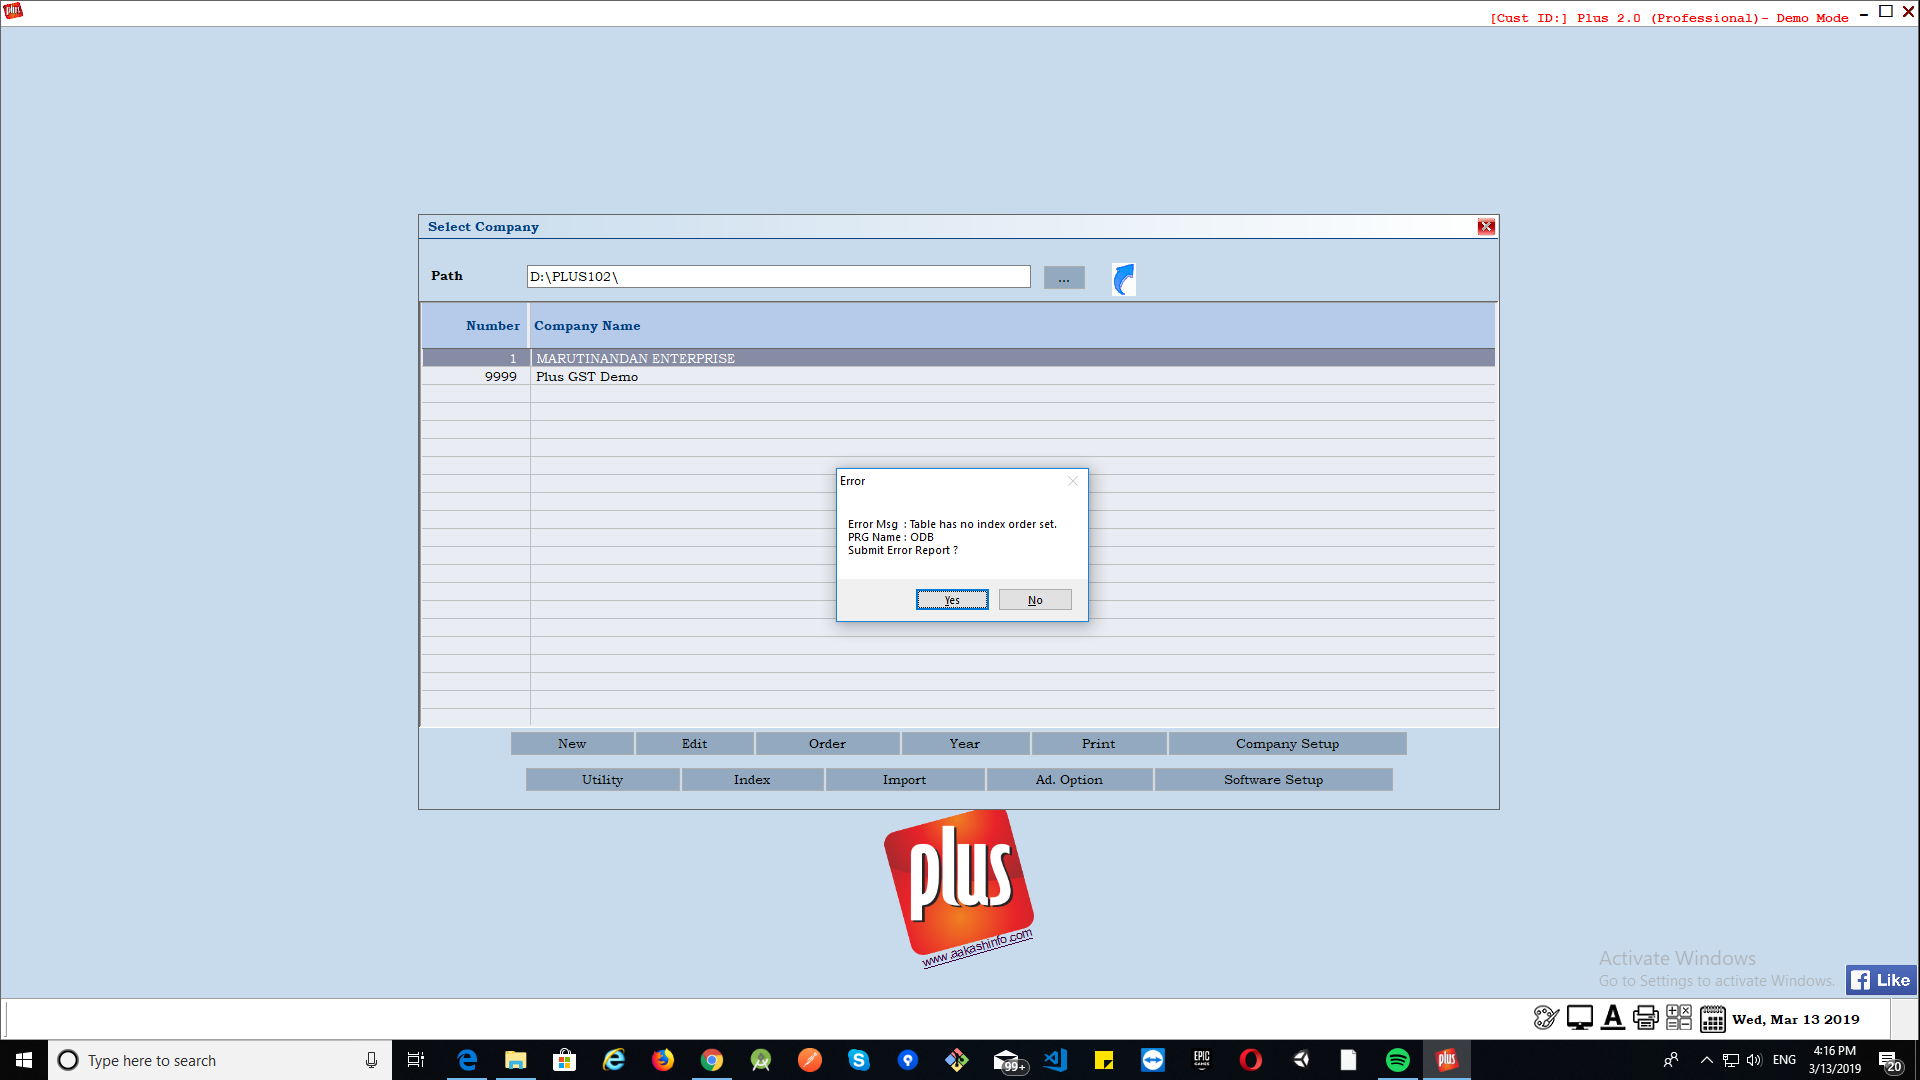 plus
[Cust ID:] Plus 2.0 (Professional)- Demo Mode
Select Company
Path
D:\PLUS102\
...
Number Company Name
1 MARUTINANDAN ENTERPRISE
9999 Plus GST Demo
Error
Error Msg : Table has no index order set.
PRG Name : ODB
Submit Error Report ?
Yes No
New Edit Order Year Print Company Setup
Utility Index Import Ad. Option Software Setup
plus
www.aakashinfo.com
Activate Windows
Go to Settings to activate Windows.
Like
Wed, Mar 13 2019
Type here to search
99+
EPIC
GAMES
plus
ENG
4:16 PM
3/13/2019
20